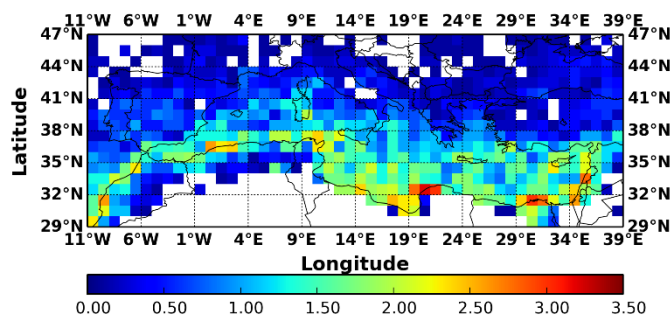 11°W 6°W 1°W 4°E 9°E 14°E 19°E 24°E 29°E 34°E 39°E
47°N 47°N
44°N 44°N
41°N 41°N
38°N 38°N
35°N 35°N
32°N 32°N
29°N 29°N
11°W 6°W 1°W 4°E 9°E 14°E 19°E 24°E 29°E 34°E 39°E
Latitude
Longitude
0.00 0.50 1.00 1.50 2.00 2.50 3.00 3.50